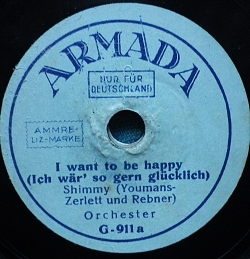 ARMADA
NUR FÜR
DEUTSCHLAND
AMMRE-
LIZ-MARKE
I want to be happy
(Ich wär' so gern glücklich)
Shimmy (Youmans-
Zerlett und Rebner)
Orchester
G-911a